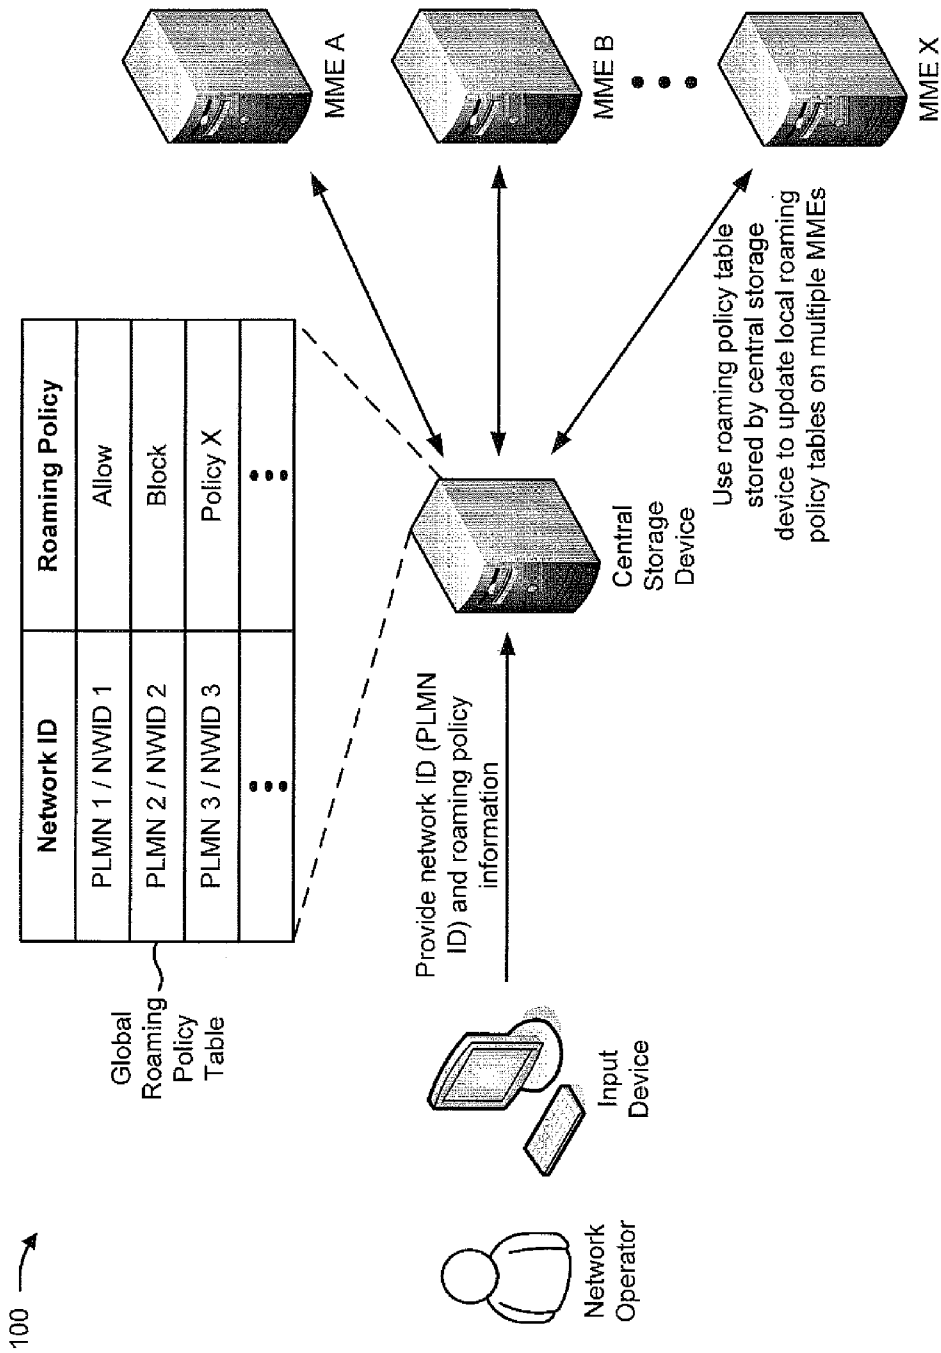 100
Global
Roaming
Policy
Table
Network ID
Roaming Policy
PLMN 1 / NWID 1
Allow
PLMN 2 / NWID 2
Block
PLMN 3 / NWID 3
Policy X
Network
Operator
Input
Device
Provide network ID (PLMN
ID) and roaming policy
information
Central
Storage
Device
Use roaming policy table
stored by central storage
device to update local roaming
policy tables on multiple MMEs
MME A
MME B
MME X